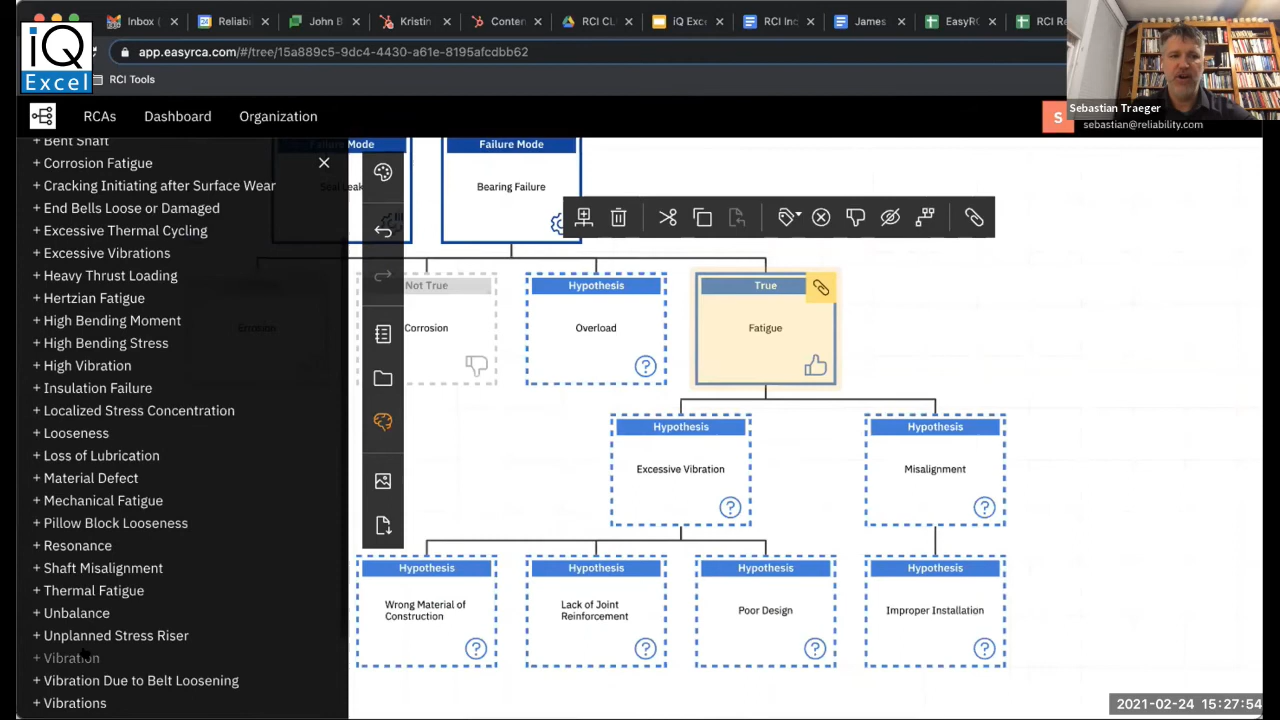 Inbox (
Reliabi
John B
Kristin
Conten
RCI CL
iQ Exce
RCI Inc
James
EasyRC
RCI Re
iQ
Excel
app.easyrca.com/#/tree/15a889c5-9dc4-4430-a61e-8195afcdbb62
RCI Tools
Sebastian Traeger
RCAs
Dashboard
Organization
S
sebastian@reliability.com
+ Bent Shaft
+ Corrosion Fatigue
+ Cracking Initiating after Surface Wear
+ End Bells Loose or Damaged
+ Excessive Thermal Cycling
+ Excessive Vibrations
+ Heavy Thrust Loading
+ Hertzian Fatigue
+ High Bending Moment
+ High Bending Stress
+ High Vibration
+ Insulation Failure
+ Localized Stress Concentration
+ Looseness
+ Loss of Lubrication
+ Material Defect
+ Mechanical Fatigue
+ Pillow Block Looseness
+ Resonance
+ Shaft Misalignment
+ Thermal Fatigue
+ Unbalance
+ Unplanned Stress Riser
+ Vibration
+ Vibration Due to Belt Loosening
+ Vibrations
Failure Mode
Seal Leak
Failure Mode
Bearing Failure
Erosion
Not True
Corrosion
Hypothesis
Overload
True
Fatigue
Hypothesis
Excessive Vibration
Hypothesis
Misalignment
Hypothesis
Wrong Material of
Construction
Hypothesis
Lack of Joint
Reinforcement
Hypothesis
Poor Design
Hypothesis
Improper Installation
2021-02-24 15:27:54